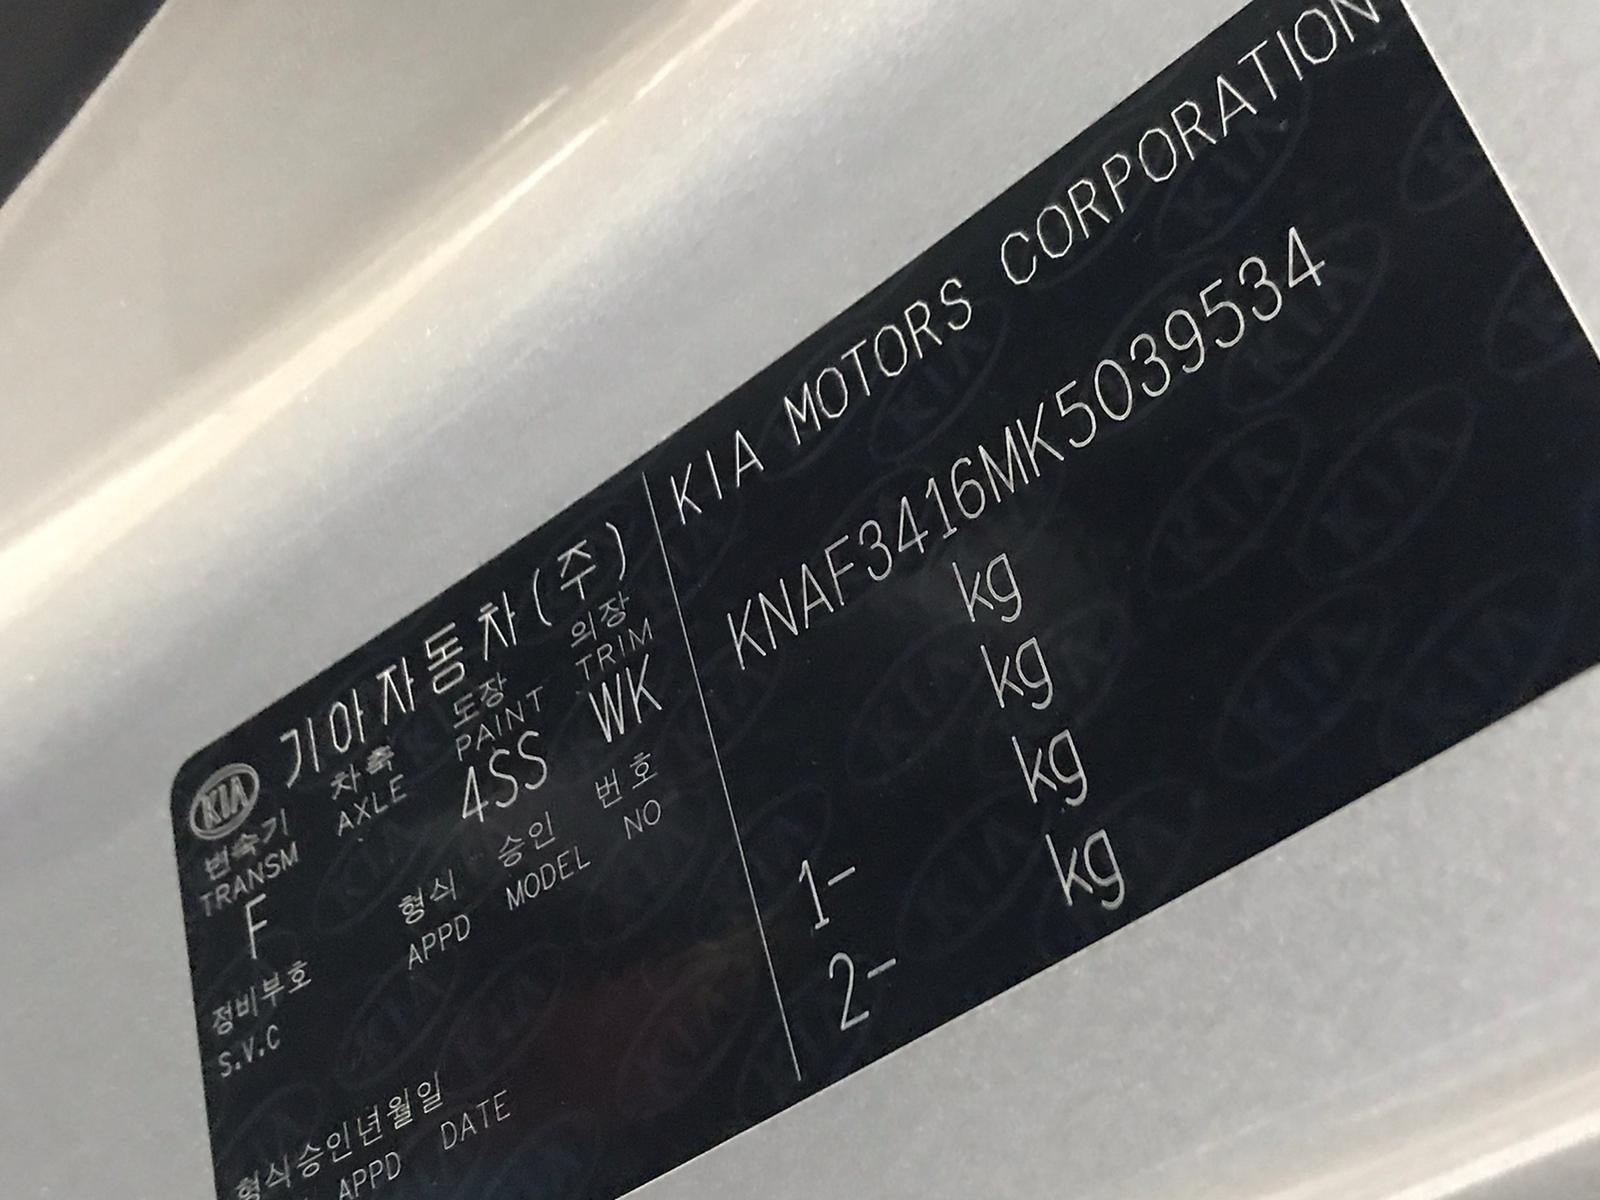 KIA 기아자동차(주) KIA MOTORS CORPORATION
변속기 차축 도장 의장
TRANSM AXLE PAINT TRIM
F 4SS WK
정비부호 형식 승인 번호
S.V.C APPD MODEL NO
형식승인년월일
APPD DATE
KNAF3416MK5039534
kg
kg
1- kg
2- kg